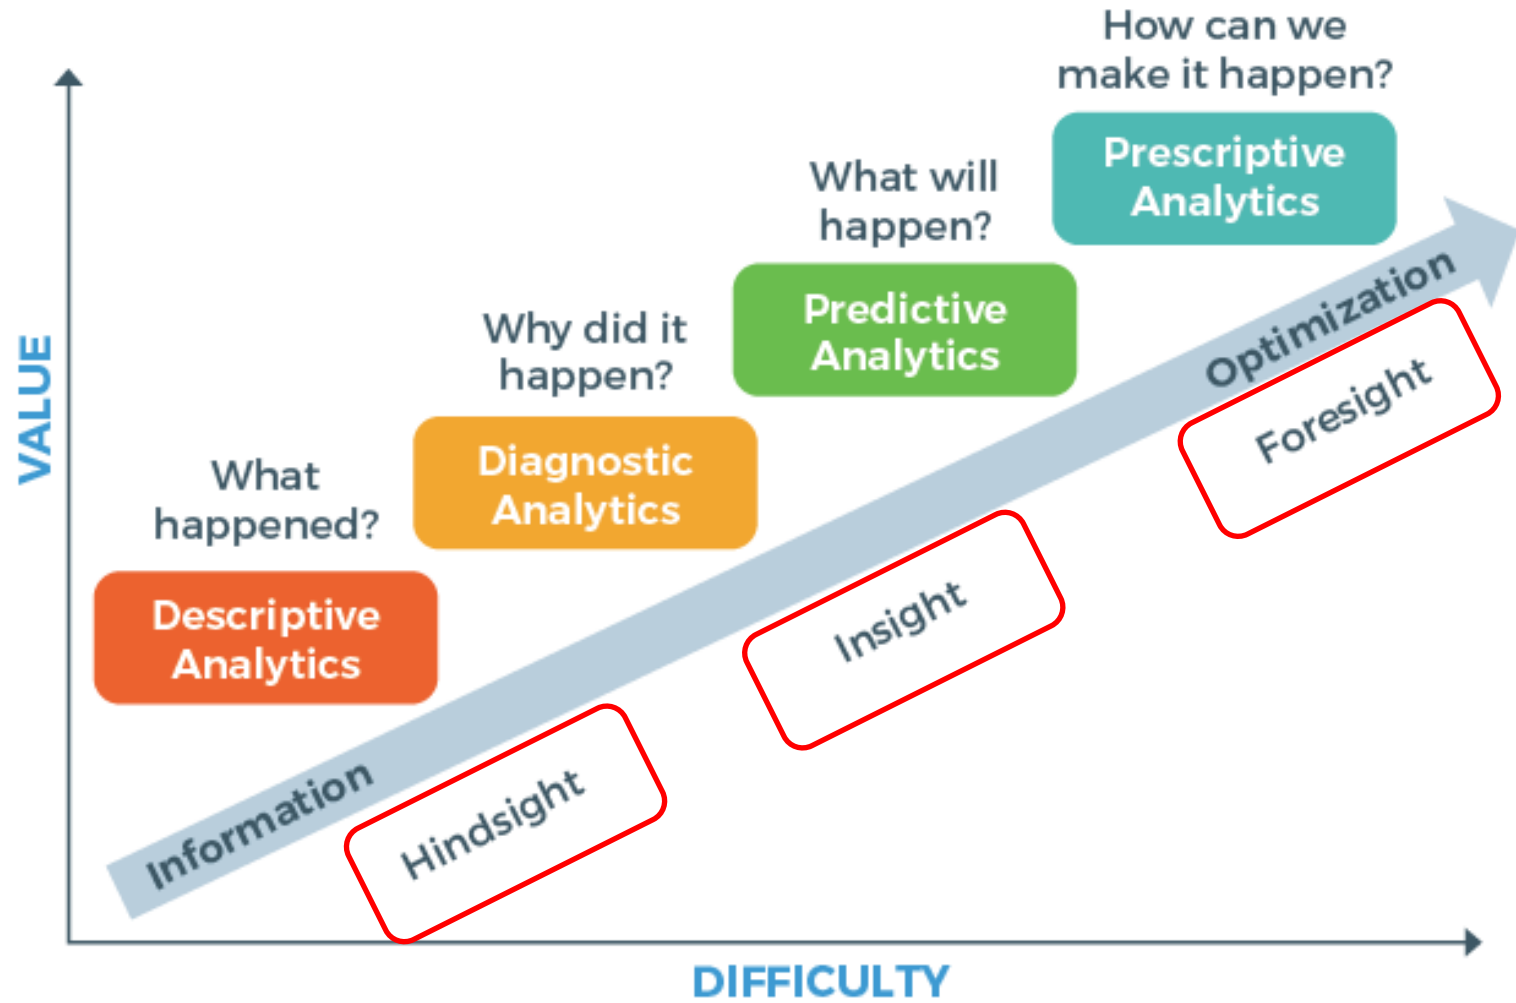 How can we
make it happen?
Prescriptive
Analytics
What will
happen?
Predictive
Analytics
Why did it
happen?
Diagnostic
Analytics
What
happened?
Descriptive
Analytics
VALUE
Information
Optimization
Hindsight
Insight
Foresight
DIFFICULTY